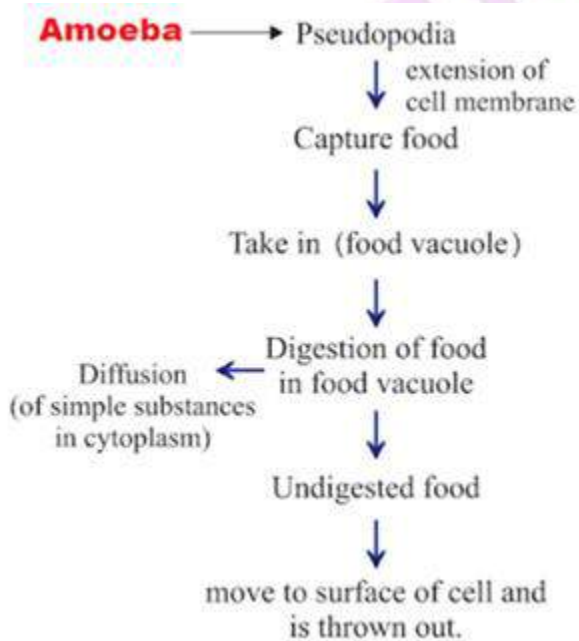 Amoeba Pseudopodia
extension of
cell membrane
Capture food
Take in (food vacuole)
Digestion of food
in food vacuole
Diffusion
(of simple substances
in cytoplasm)
Undigested food
move to surface of cell and
is thrown out.